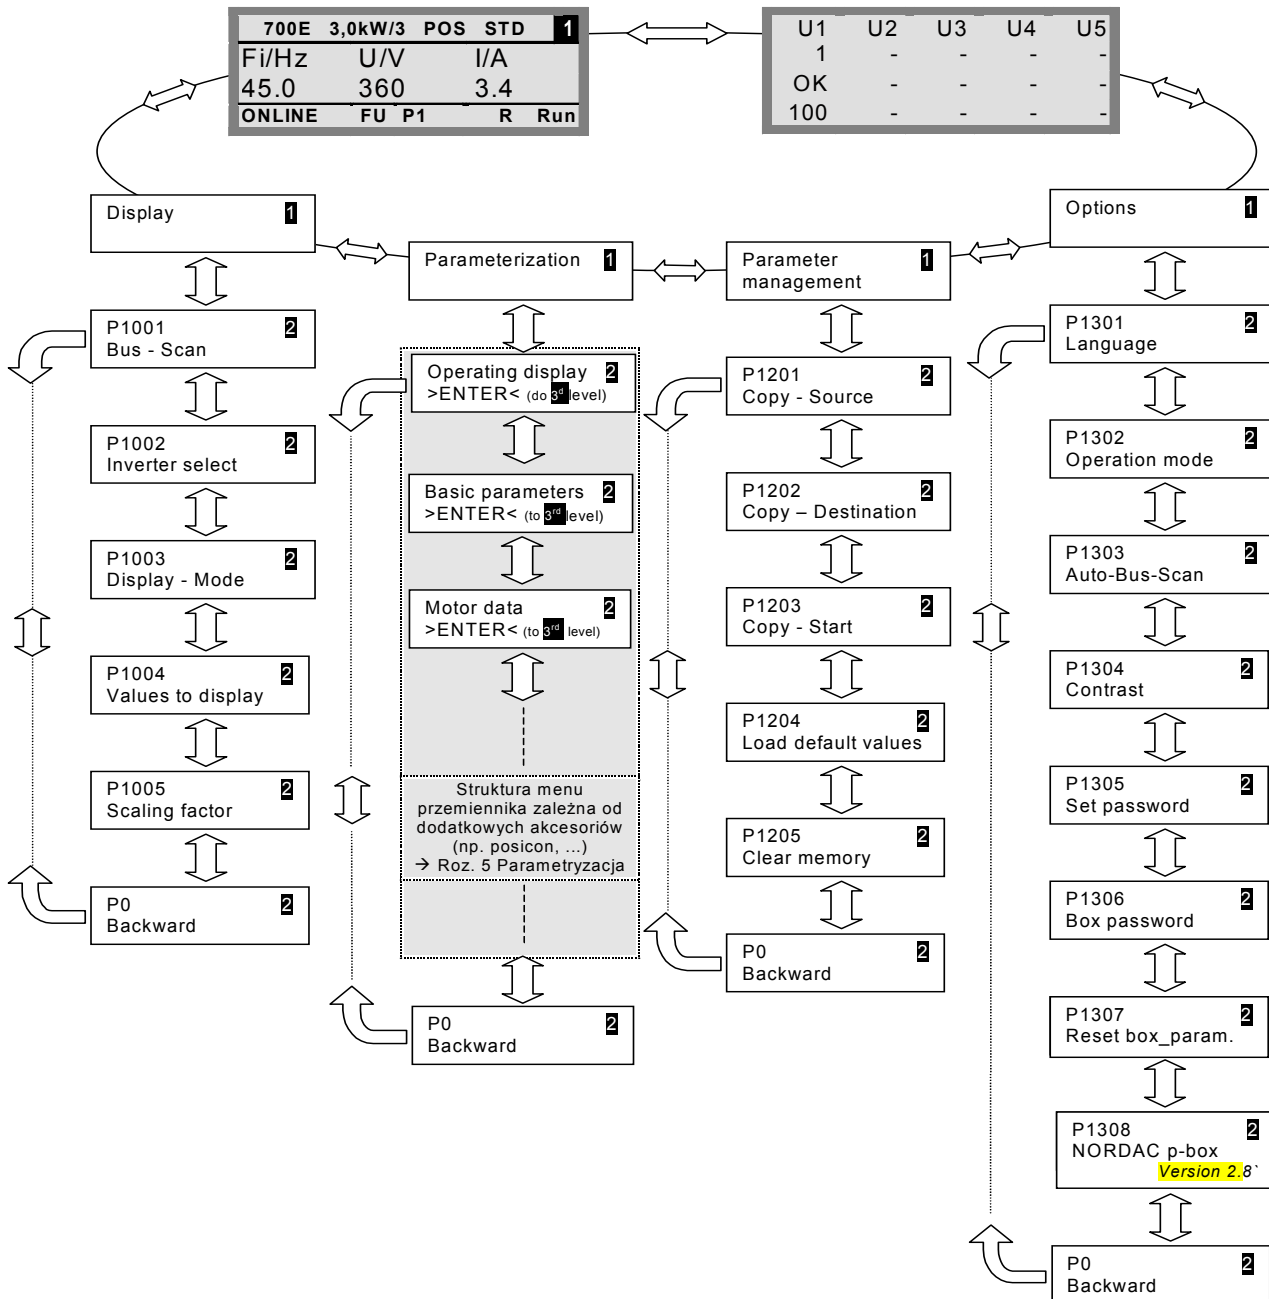 700E 3,0kW/3 POS STD 1
Fi/Hz U/V I/A
45.0 360 3.4
ONLINE FU P1 R Run
U1 U2 U3 U4 U5
1 - - - -
OK - - - -
100 - - - -
Display 1
P1001 2
Bus - Scan
P1002 2
Inverter select
P1003 2
Display - Mode
P1004 2
Values to display
P1005 2
Scaling factor
P0 2
Backward
Parameterization 1
Operating display 2
>ENTER< (do 3d level)
Basic parameters 2
>ENTER< (to 3rd level)
Motor data 2
>ENTER< (to 3rd level)
Struktura menu
przemiennika zależna od
dodatkowych akcesoriów
(np. posicon, ...)
→ Roz. 5 Parametryzacja
P0 2
Backward
Parameter 1
management
P1201 2
Copy - Source
P1202 2
Copy – Destination
P1203 2
Copy - Start
P1204 2
Load default values
P1205 2
Clear memory
P0 2
Backward
Options 1
P1301 2
Language
P1302 2
Operation mode
P1303 2
Auto-Bus-Scan
P1304 2
Contrast
P1305 2
Set password
P1306 2
Box password
P1307 2
Reset box_param.
P1308 2
NORDAC p-box
Version 2.8`
P0 2
Backward